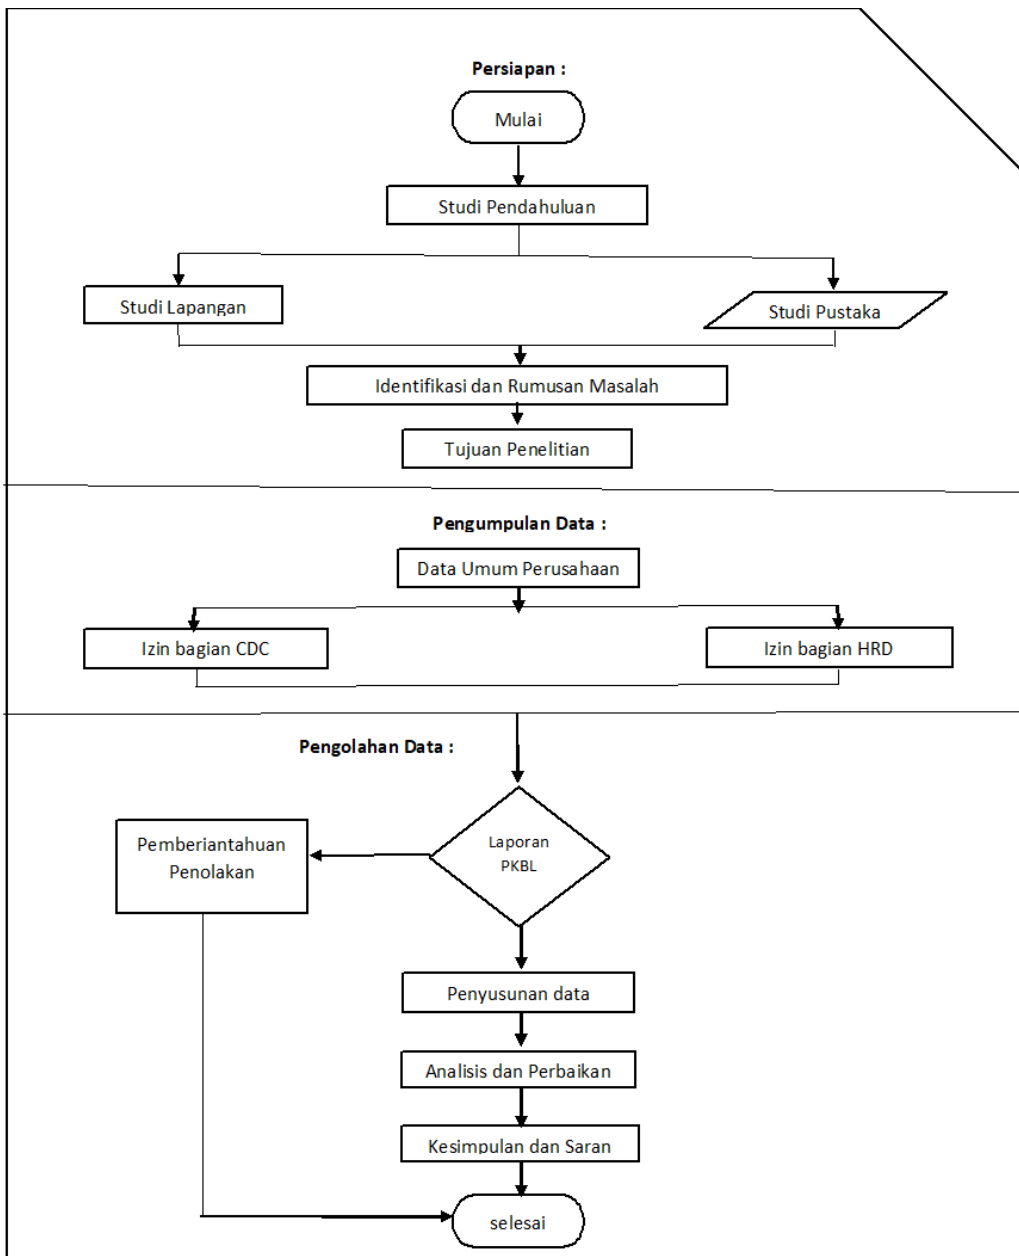 Persiapan :
Mulai
Studi Pendahuluan
Studi Lapangan
Studi Pustaka
Identifikasi dan Rumusan Masalah
Tujuan Penelitian
Pengumpulan Data :
Data Umum Perusahaan
Izin bagian CDC
Izin bagian HRD
Pengolahan Data :
Laporan
PKBL
Pemberiantahuan
Penolakan
Penyusunan data
Analisis dan Perbaikan
Kesimpulan dan Saran
selesai